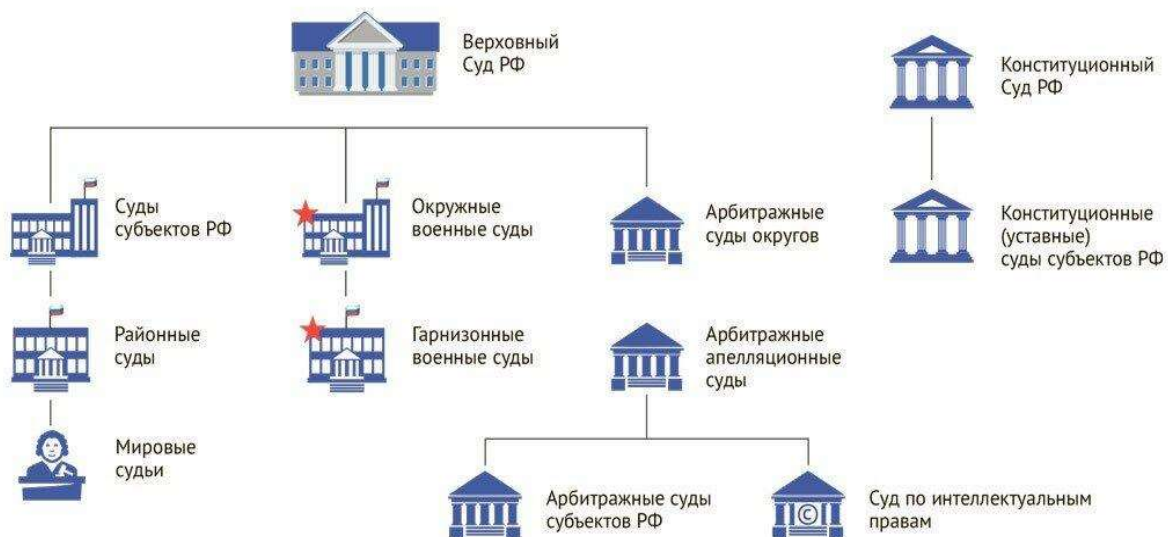 Верховный
Суд РФ
Конституционный
Суд РФ
Суды
субъектов РФ
Окружные
военные суды
Арбитражные
суды округов
Конституционные
(уставные)
суды субъектов РФ
Районные
суды
Гарнизонные
военные суды
Арбитражные
апелляционные
суды
Мировые
судьи
Арбитражные суды
субъектов РФ
©
Суд по интеллектуальным
правам